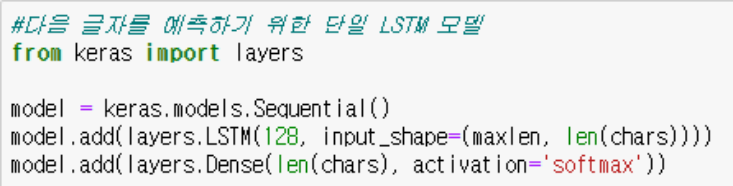 #다음 글자를 예측하기 위한 단일 LSTM 모델
from keras import layers
model = keras.models.Sequential()
model.add(layers.LSTM(128, input_shape=(maxlen, len(chars))))
model.add(layers.Dense(len(chars), activation='softmax'))